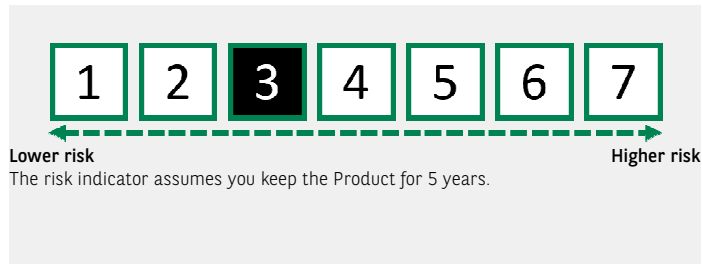 1 2 3 4 5 6 7
Lower risk Higher risk
The risk indicator assumes you keep the Product for 5 years.